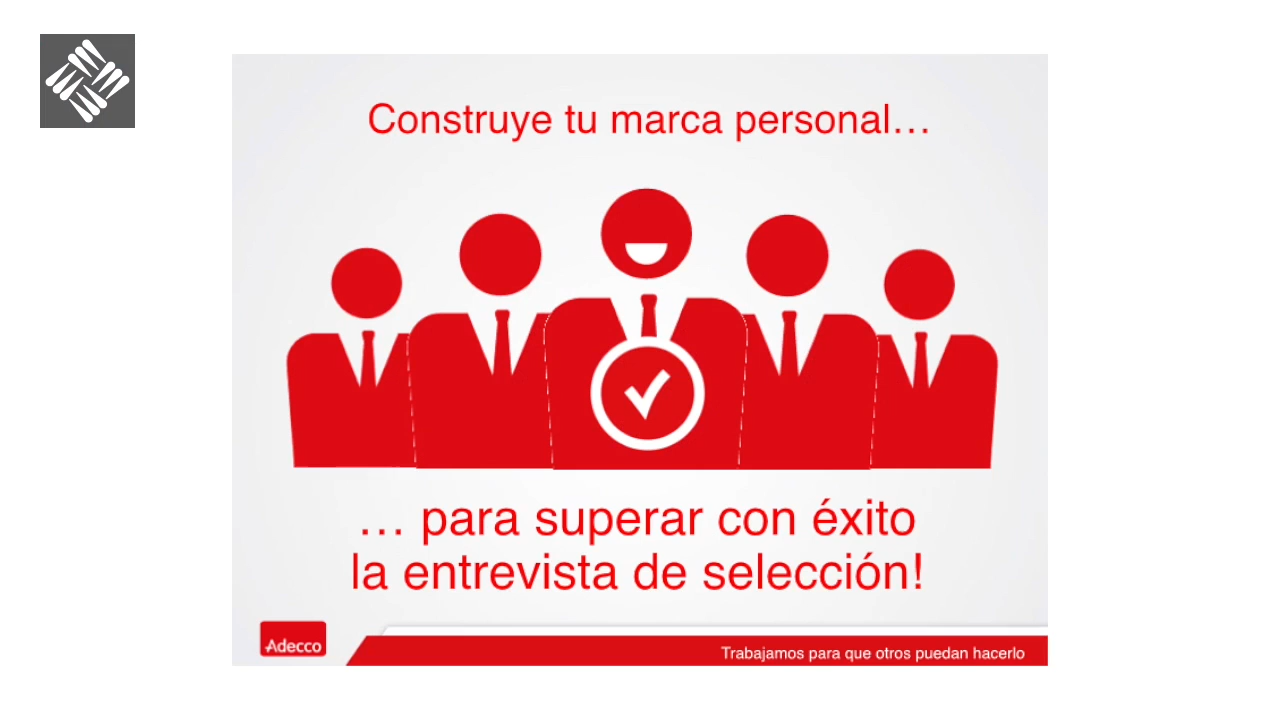 Construye tu marca personal…
… para superar con éxito
la entrevista de selección!
Adecco
Trabajamos para que otros puedan hacerlo